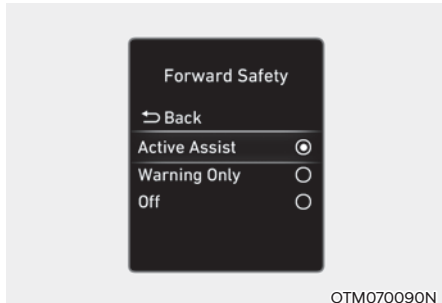 Forward Safety
Back
Active Assist
Warning Only
Off
OTM070090N